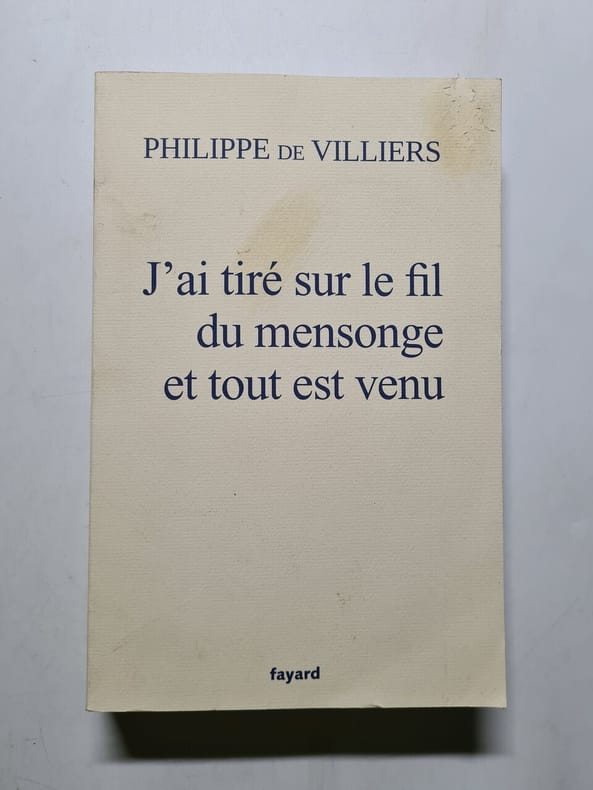 PHILIPPE DE VILLIERS
J’ai tiré sur le fil
du mensonge
et tout est venu
fayard